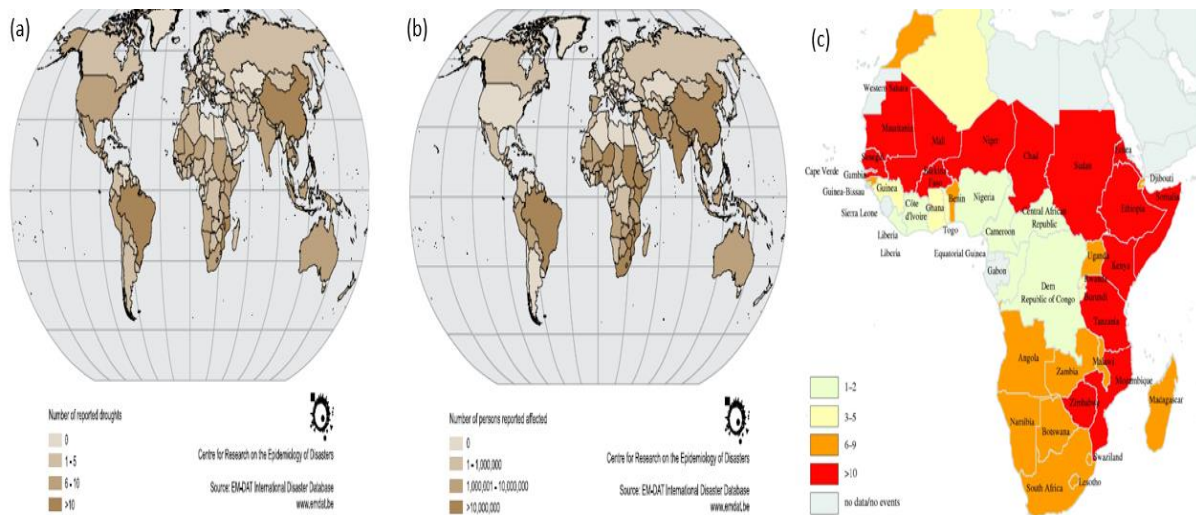 (a)
Number of reported droughts
0
1 - 5
6 - 10
>10
Centre for Research on the Epidemiology of Disasters
Source: EM-DAT International Disaster Database
www.emdat.be
(b)
Number of persons reported affected
0
1 - 1,000,000
1,000,001 - 10,000,000
>10,000,000
Centre for Research on the Epidemiology of Disasters
Source: EM-DAT International Disaster Database
www.emdat.be
(c)
Western Sahara
Mauritania
Mali
Niger
Chad
Sudan
Eritrea
Cape Verde
Senegal
Gambia
Guinea-Bissau
Guinea
Burkina
Faso
Benin
Nigeria
Djibouti
Ethiopia
Somalia
Sierra Leone
Côte
d'Ivoire
Ghana
Togo
Cameroon
Central African
Republic
Liberia
Liberia
Equatorial Guinea
Gabon
Uganda
Kenya
Rwanda
Burundi
Dem
Republic of Congo
Tanzania
Angola
Zambia
Malawi
Mozambique
Zimbabwe
Madagascar
Namibia
Botswana
Swaziland
South Africa
Lesotho
1-2
3-5
6-9
>10
no data/no events